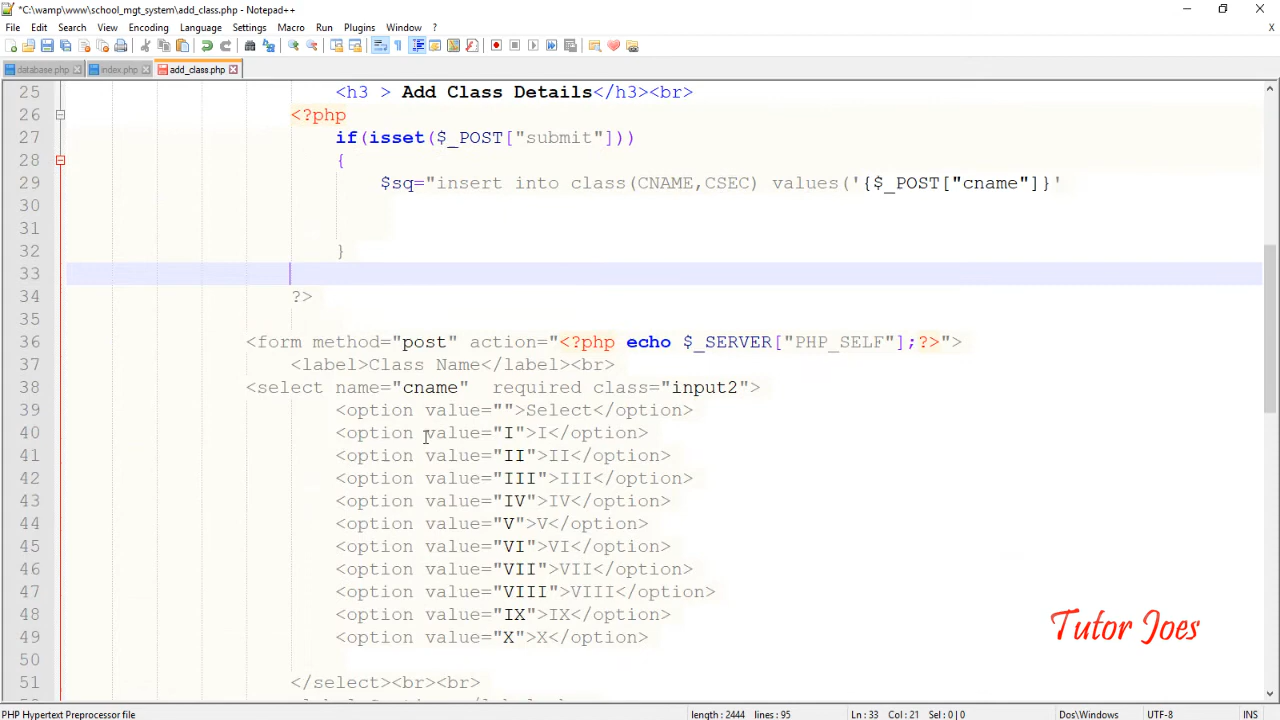 *C:\wamp\www\school_mgt_system\add_class.php - Notepad++
File Edit Search View Encoding Language Settings Macro Run Plugins Window ?
X
database.php index.php add_class.php
25 <h3 > Add Class Details</h3><br>
26 <?php
27 if(isset($_POST["submit"]))
28 {
29 $sq="insert into class(CNAME,CSEC) values('{$_POST["cname"]}'
30
31
32 }
33
34 ?>
35
36 <form method="post" action="<?php echo $_SERVER["PHP_SELF"];?>">
37 <label>Class Name</label><br>
38 <select name="cname" required class="input2">
39 <option value="">Select</option>
40 <option value="I">I</option>
41 <option value="II">II</option>
42 <option value="III">III</option>
43 <option value="IV">IV</option>
44 <option value="V">V</option>
45 <option value="VI">VI</option>
46 <option value="VII">VII</option>
47 <option value="VIII">VIII</option>
48 <option value="IX">IX</option>
49 <option value="X">X</option>
50
51 </select><br><br>
Tutor Joes
PHP Hypertext Preprocessor file length : 2444 lines : 95 Ln : 33 Col : 21 Sel : 0 | 0 Dos\Windows UTF-8 INS